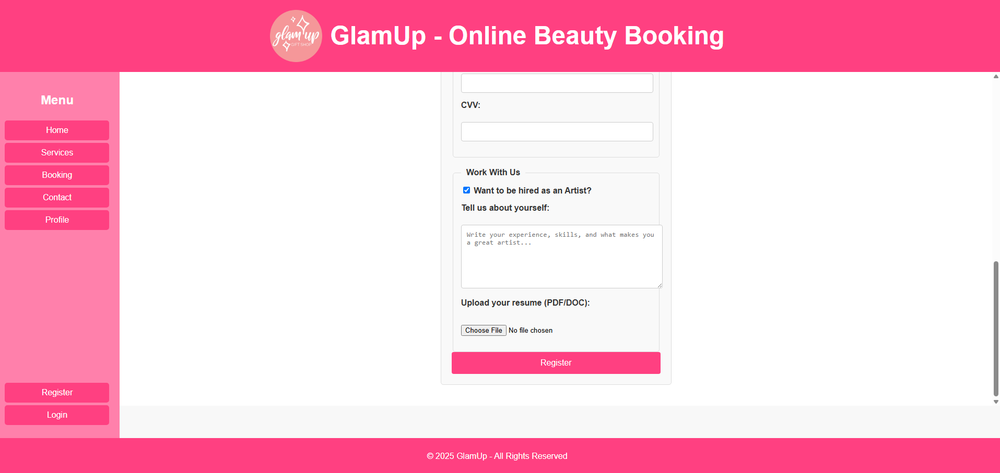 glam up
GIFT SHOP
GlamUp - Online Beauty Booking
Menu
Home
Services
Booking
Contact
Profile
Register
Login
CVV:
Work With Us
Want to be hired as an Artist?
Tell us about yourself:
Write your experience, skills, and what makes you
a great artist...
Upload your resume (PDF/DOC):
Choose File No file chosen
Register
© 2025 GlamUp - All Rights Reserved